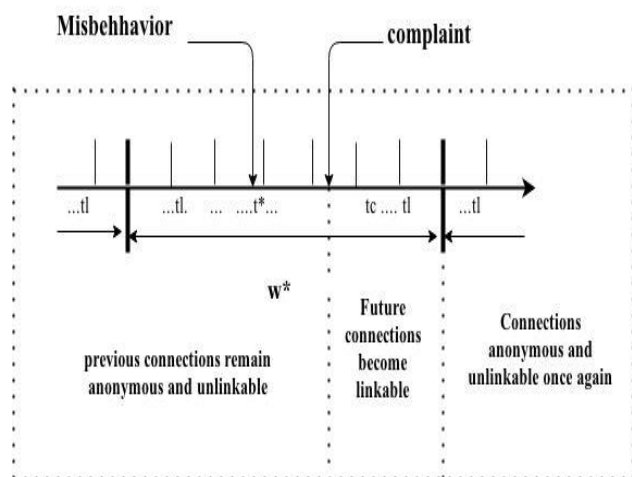 Misbehhavior
complaint
...tl
...tl.
...
....t*...
tc .... tl
...tl
w*
previous connections remain
anonymous and unlinkable
Future
connections
become
linkable
Connections
anonymous and
unlinkable once again